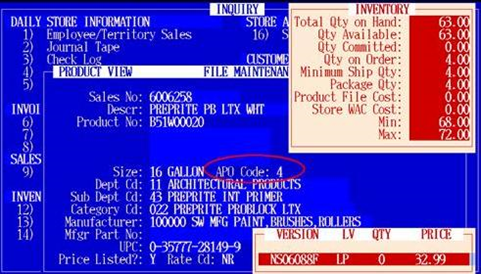 INQUIRY
DAILY STORE INFORMATION STORE A
1) Employee/Territory Sales 16) S
2) Journal Tape
3) Check Log CUSTOME
4) PRODUCT VIEW FILE MAINTENAN
5)
Sales No: 6006258
INVOI Descr: PREPRITE PB LTX WHT
6) Product No: B51W00020
7)
8)
SALES
9) Size: 16 GALLON APO Code: 4
Dept Cd: 11 ARCHITECTURAL PRODUCTS
INVEN Sub Dept Cd: 43 PREPRITE INT PRIMER
12) Category Cd: 022 PREPRITE PROBLOCK LTX
13) Manufacturer: 100000 SW MFG PAINT,BRUSHES,ROLLERS
14) Mfgr Part No:
UPC: 0-35777-28149-9
Price Listed?: Y Rate Cd: NR
INVENTORY
Total Qty on Hand: 63.00
Qty Available: 63.00
Qty Committed: 0.00
Qty on Order: 4.00
Minimum Ship Qty: 4.00
Package Qty: 4.00
Product File Cost: 0.00
Store WAC Cost: 0.00
Min: 68.00
Max: 72.00
VERSION LV QTY PRICE
NS06088F LP 0 32.99